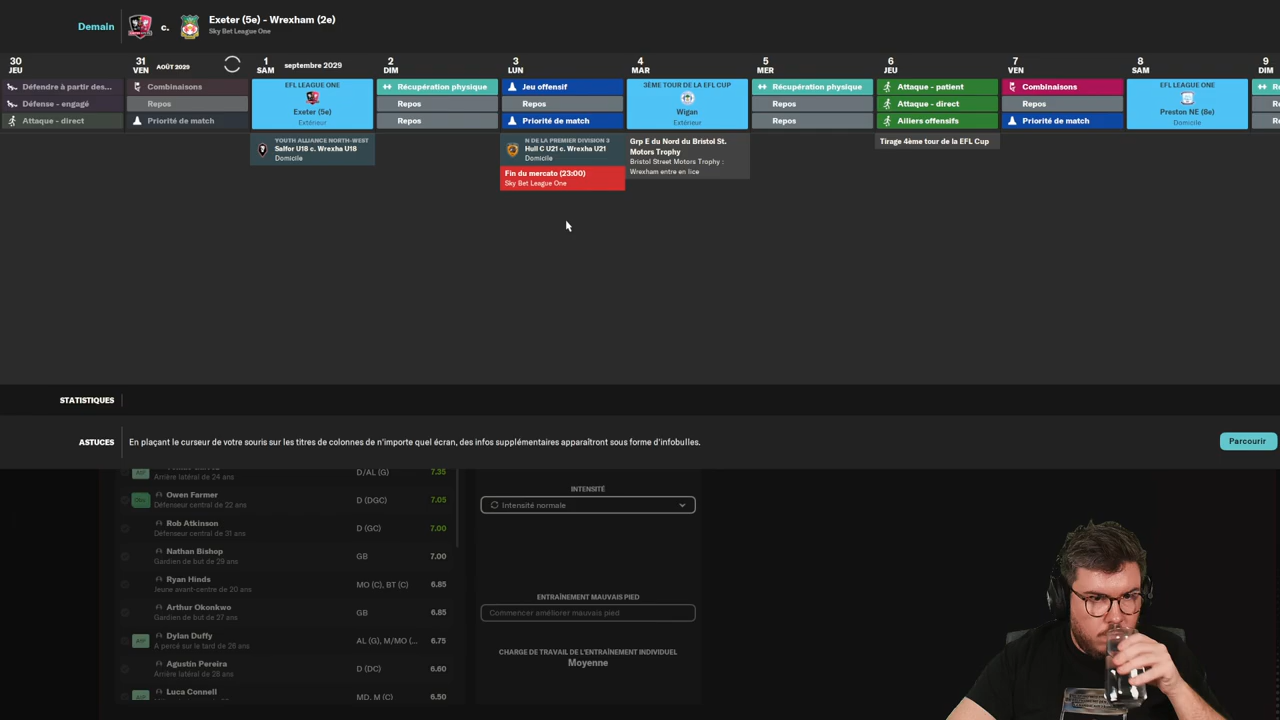 Demain
c.
Exeter (5e) - Wrexham (2e)
Sky Bet League One
30
JEU
31
VEN
AOÛT 2029
1
SAM
septembre 2029
2
DIM
3
LUN
4
MAR
5
MER
6
JEU
7
VEN
8
SAM
9
DIM
Défendre à partir des...
Défense - engagé
Attaque - direct
Combinaisons
Repos
Priorité de match
EFL LEAGUE ONE
Exeter (5e)
Extérieur
Récupération physique
Repos
Repos
Jeu offensif
Repos
Priorité de match
3ÈME TOUR DE LA EFL CUP
Wigan
Extérieur
Récupération physique
Repos
Repos
Attaque - patient
Attaque - direct
Ailiers offensifs
Combinaisons
Repos
Priorité de match
EFL LEAGUE ONE
Preston NE (8e)
Domicile
YOUTH ALLIANCE NORTH-WEST
Salfor U18 c. Wrexha U18
Domicile
N DE LA PREMIER DIVISION 3
Hull C U21 c. Wrexha U21
Domicile
Fin du mercato (23:00)
Sky Bet League One
Grp E du Nord du Bristol St.
Motors Trophy
Bristol Street Motors Trophy :
Wrexham entre en lice
Tirage 4ème tour de la EFL Cup
STATISTIQUES
ASTUCES
En plaçant le curseur de votre souris sur les titres de colonnes de n'importe quel écran, des infos supplémentaires apparaîtront sous forme d'infobulles.
Parcourir
Arrière latéral de 24 ans
D/AL (G)
7.35
Owen Farmer
Défenseur central de 22 ans
D (DGC)
7.05
Rob Atkinson
Défenseur central de 31 ans
D (GC)
7.00
Nathan Bishop
Gardien de but de 29 ans
GB
7.00
Ryan Hinds
Jeune avant-centre de 20 ans
MO (C), BT (C)
6.85
Arthur Okonkwo
Gardien de but de 27 ans
GB
6.85
Dylan Duffy
A percé sur le tard de 26 ans
AL (G), M/MO (...
6.75
Agustín Pereira
Arrière latéral de 28 ans
D (DC)
6.60
Luca Connell
MD, M (C)
6.50
INTENSITÉ
Intensité normale
ENTRAÎNEMENT MAUVAIS PIED
Commencer améliorer mauvais pied
CHARGE DE TRAVAIL DE L'ENTRAÎNEMENT INDIVIDUEL
Moyenne